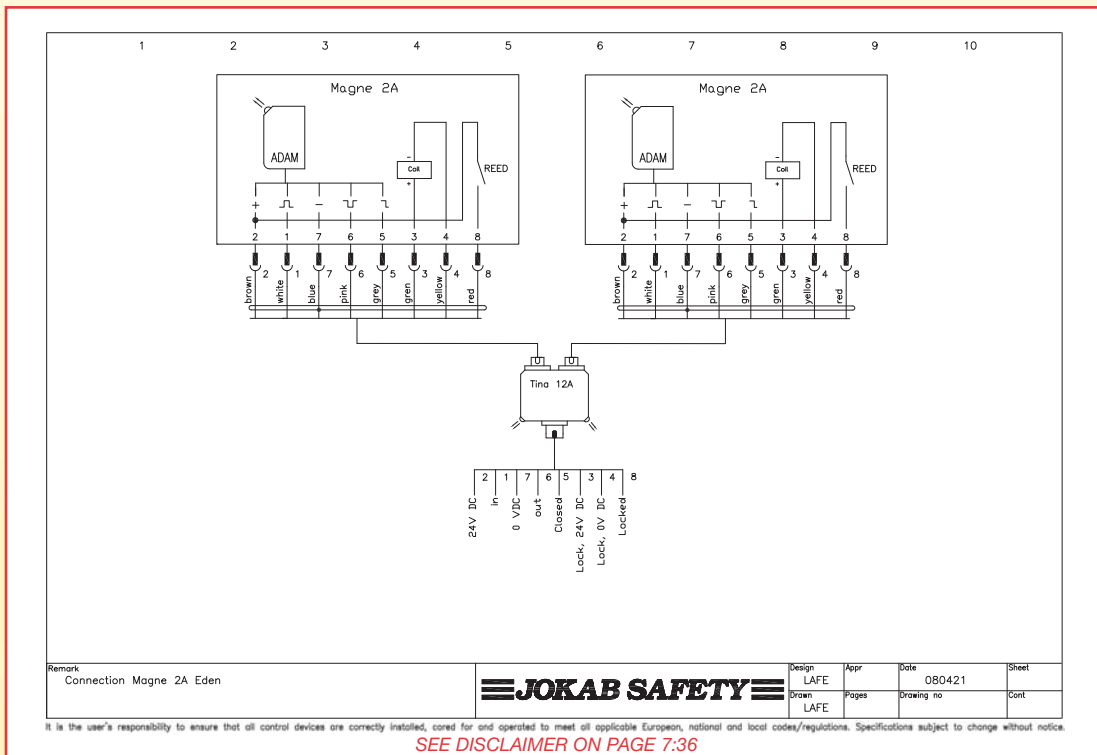 1 2 3 4 5 6 7 8 9 10
Magne 2A
ADAM
- Coil +
REED
+ -
2 1 7 6 5 3 4 8
2 1 7 6 5 3 4 8
brown white blue pink grey gren yellow red
Magne 2A
ADAM
- Coil +
REED
+ -
2 1 7 6 5 3 4 8
2 1 7 6 5 3 4 8
brown white blue pink grey gren yellow red
Tina 12A
2 1 7 6 5 3 4 8
24V DC
in
0 VDC
out
Closed
Lock, 24V DC
Lock, 0V DC
Locked
Remark
Connection Magne 2A Eden
JOKAB SAFETY
Design
LAFE
Appr
Date
080421
Sheet
Drawn
LAFE
Pages
Drawing no
Cont
It is the user's responsibility to ensure that all control devices are correctly installed, cared for and operated to meet all applicable European, national and local codes/regulations. Specifications subject to change without notice.
SEE DISCLAIMER ON PAGE 7:36